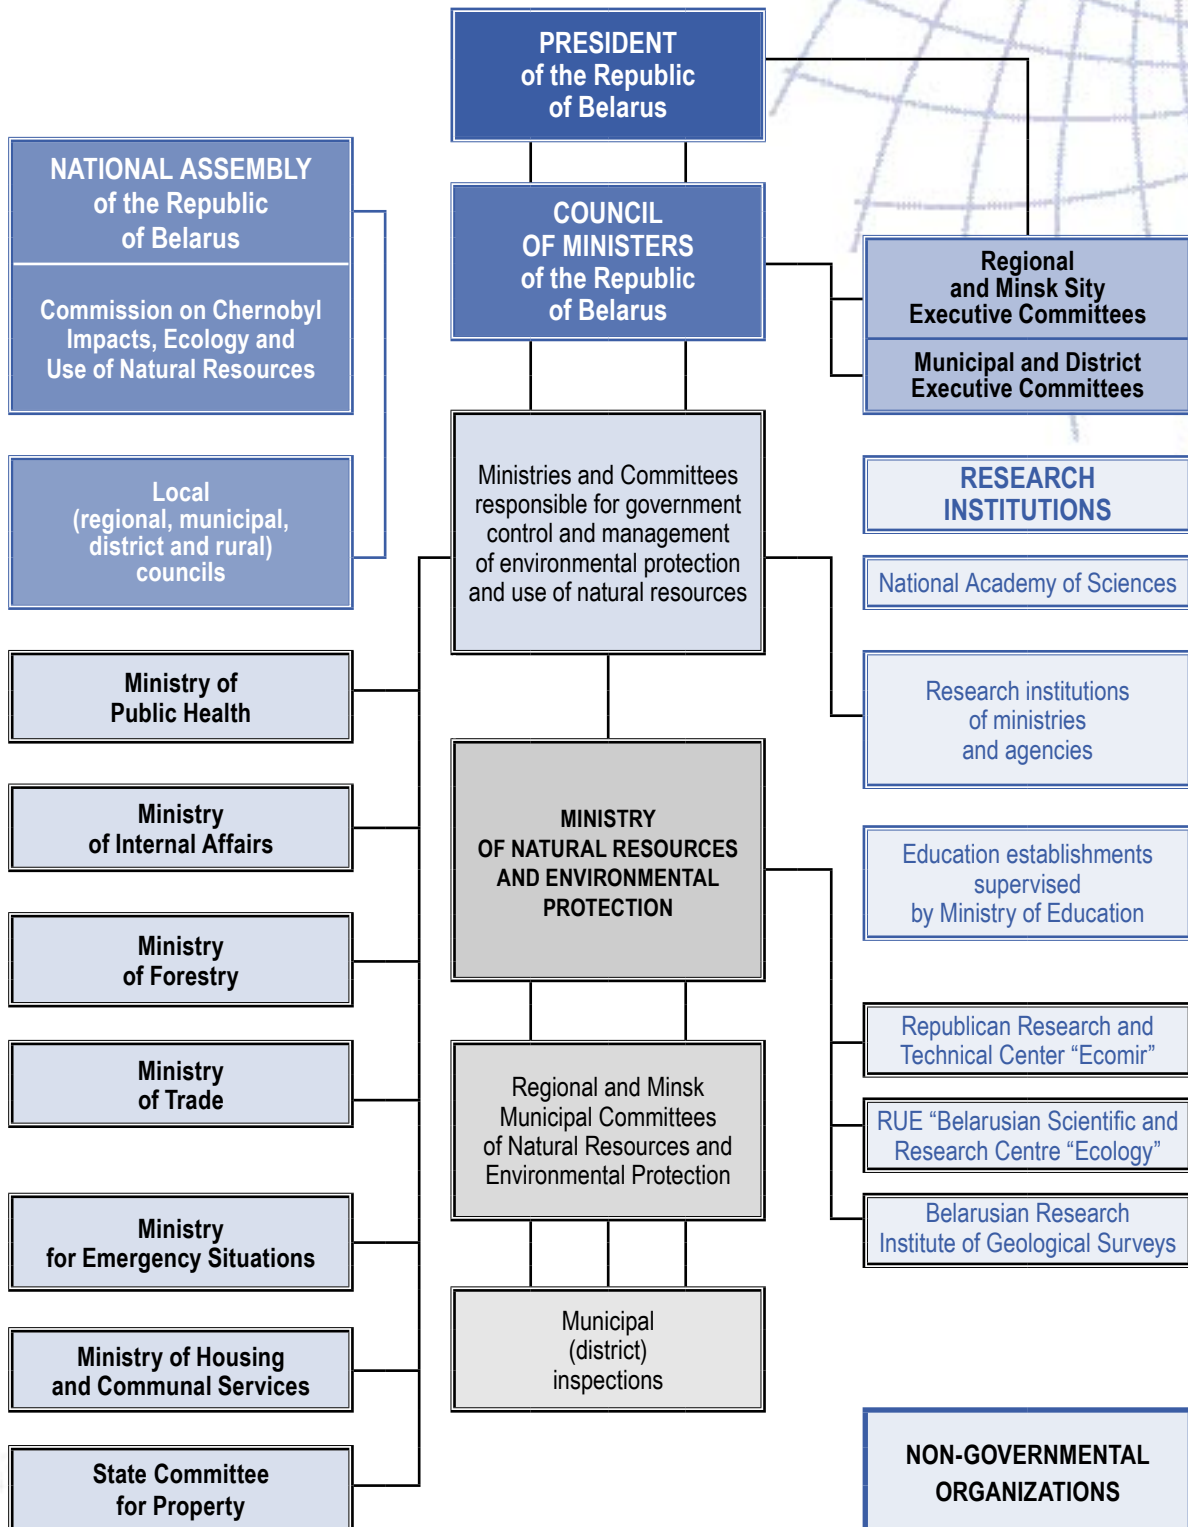 PRESIDENT
of the Republic
of Belarus
NATIONAL ASSEMBLY
of the Republic
of Belarus
Commission on Chernobyl
Impacts, Ecology and
Use of Natural Resources
COUNCIL
OF MINISTERS
of the Republic
of Belarus
Regional
and Minsk Sity
Executive Committees
Municipal and District
Executive Committees
Local
(regional, municipal,
district and rural)
councils
Ministries and Committees
responsible for government
control and management
of environmental protection
and use of natural resources
RESEARCH
INSTITUTIONS
National Academy of Sciences
Research institutions
of ministries
and agencies
Education establishments
supervised
by Ministry of Education
Republican Research and
Technical Center “Ecomir”
RUE “Belarusian Scientific and
Research Centre “Ecology”
Belarusian Research
Institute of Geological Surveys
Ministry of
Public Health
Ministry
of Internal Affairs
Ministry
of Forestry
Ministry
of Trade
Ministry
for Emergency Situations
Ministry of Housing
and Communal Services
State Committee
for Property
MINISTRY
OF NATURAL RESOURCES
AND ENVIRONMENTAL
PROTECTION
Regional and Minsk
Municipal Committees
of Natural Resources and
Environmental Protection
Municipal
(district)
inspections
NON-GOVERNMENTAL
ORGANIZATIONS